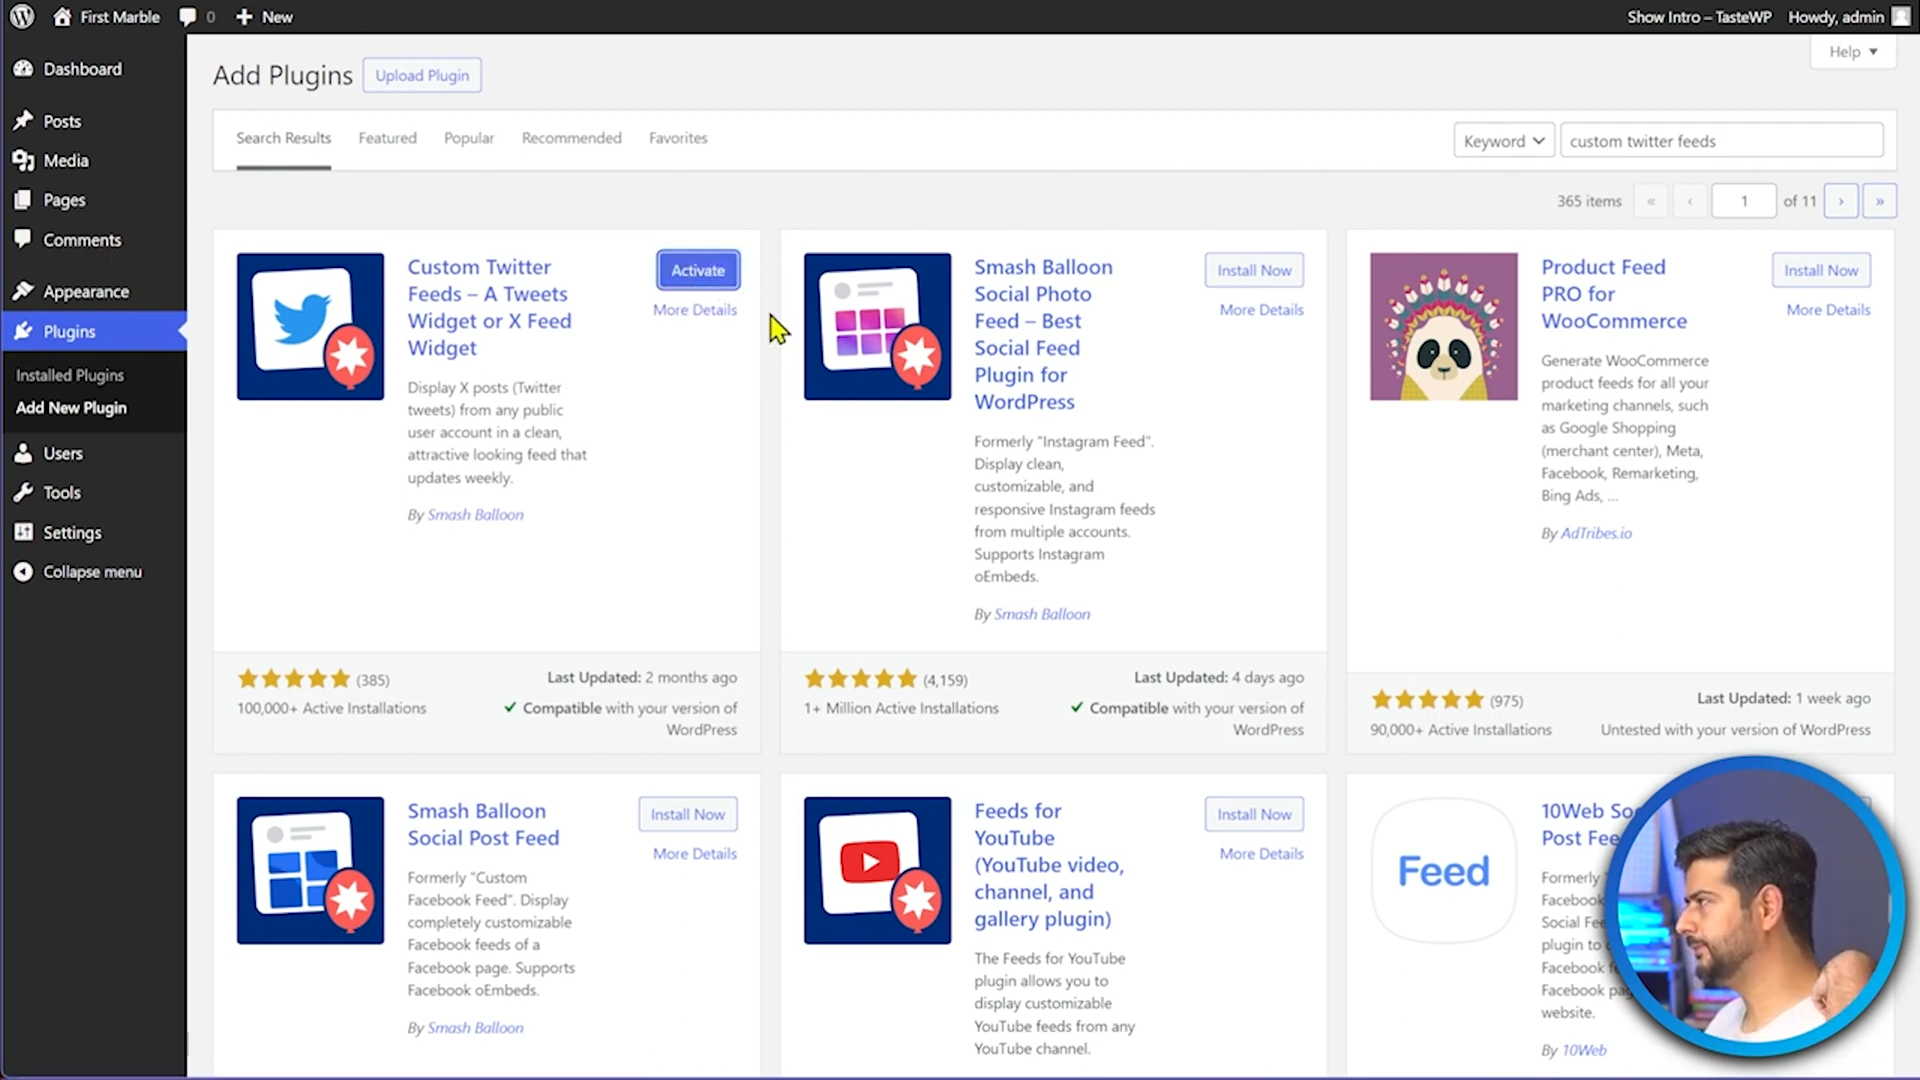 First Marble
0
New
Show Intro – TasteWP
Howdy, admin
Dashboard
Posts
Media
Pages
Comments
Appearance
Plugins
Installed Plugins
Add New Plugin
Users
Tools
Settings
Collapse menu
Help
Add Plugins
Upload Plugin
Search Results
Featured
Popular
Recommended
Favorites
Keyword
custom twitter feeds
365 items
«
‹
1
of 11
›
»
Custom Twitter
Feeds – A Tweets
Widget or X Feed
Widget
Activate
More Details
Display X posts (Twitter
tweets) from any public
user account in a clean,
attractive looking feed that
updates weekly.
By Smash Balloon
(385)
100,000+ Active Installations
Last Updated: 2 months ago
Compatible with your version of
WordPress
Smash Balloon
Social Photo
Feed – Best
Social Feed
Plugin for
WordPress
Install Now
More Details
Formerly "Instagram Feed".
Display clean,
customizable, and
responsive Instagram feeds
from multiple accounts.
Supports Instagram
oEmbeds.
By Smash Balloon
(4,159)
1+ Million Active Installations
Last Updated: 4 days ago
Compatible with your version of
WordPress
Product Feed
PRO for
WooCommerce
Install Now
More Details
Generate WooCommerce
product feeds for all your
marketing channels, such
as Google Shopping
(merchant center), Meta,
Facebook, Remarketing,
Bing Ads, ...
By AdTribes.io
(975)
90,000+ Active Installations
Last Updated: 1 week ago
Untested with your version of WordPress
Smash Balloon
Social Post Feed
Install Now
More Details
Formerly "Custom
Facebook Feed". Display
completely customizable
Facebook feeds of a
Facebook page. Supports
Facebook oEmbeds.
By Smash Balloon
Feeds for
YouTube
(YouTube video,
channel, and
gallery plugin)
Install Now
More Details
The Feeds for YouTube
plugin allows you to
display customizable
YouTube feeds from any
YouTube channel.
Feed
10Web
Post
Formerly
Facebook
Social
plugin to
Facebook
Facebook
website.
By 10Web